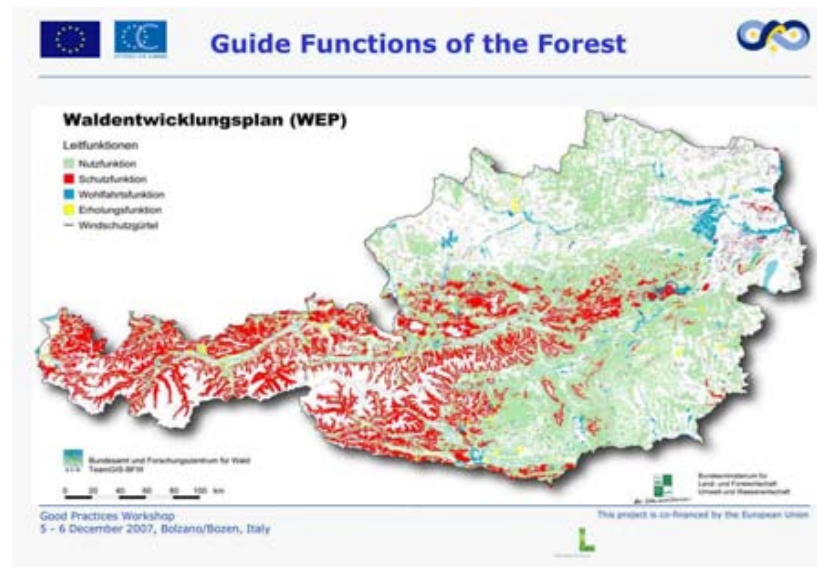 Guide Functions of the Forest
Waldentwicklungsplan (WEP)
Leitfunktionen
Nutzfunktion
Schutzfunktion
Wohlfahrtsfunktion
Erholungsfunktion
Windschutzgürtel
Bundesamt und Forschungszentrum für Wald
TeamGIS-BFW
0 20 40 60 80 100 km
Bundesministerium für
Land- und Forstwirtschaft
Umwelt und Wasserwirtschaft
Good Practices Workshop
5 - 6 December 2007, Bolzano/Bozen, Italy
This project is co-financed by the European Union